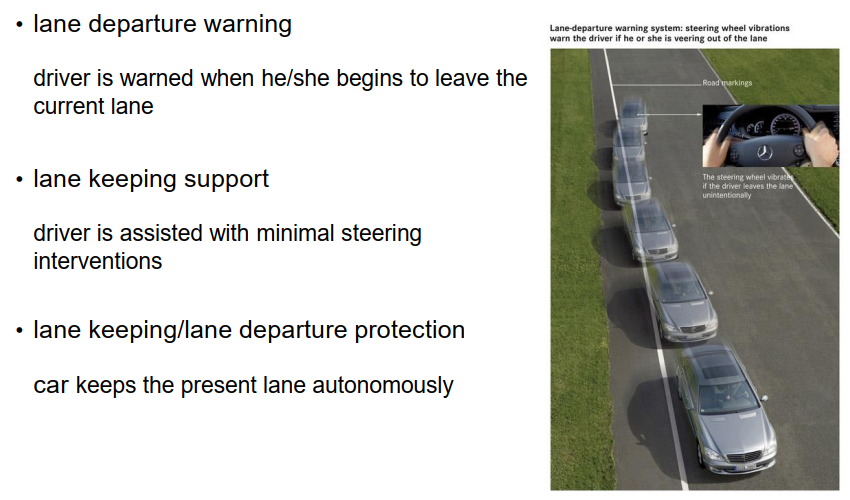 • lane departure warning
driver is warned when he/she begins to leave the
current lane
• lane keeping support
driver is assisted with minimal steering
interventions
• lane keeping/lane departure protection
car keeps the present lane autonomously
Lane-departure warning system: steering wheel vibrations
warn the driver if he or she is veering out of the lane
Road markings
The steering wheel vibrates
if the driver leaves the lane
unintentionally